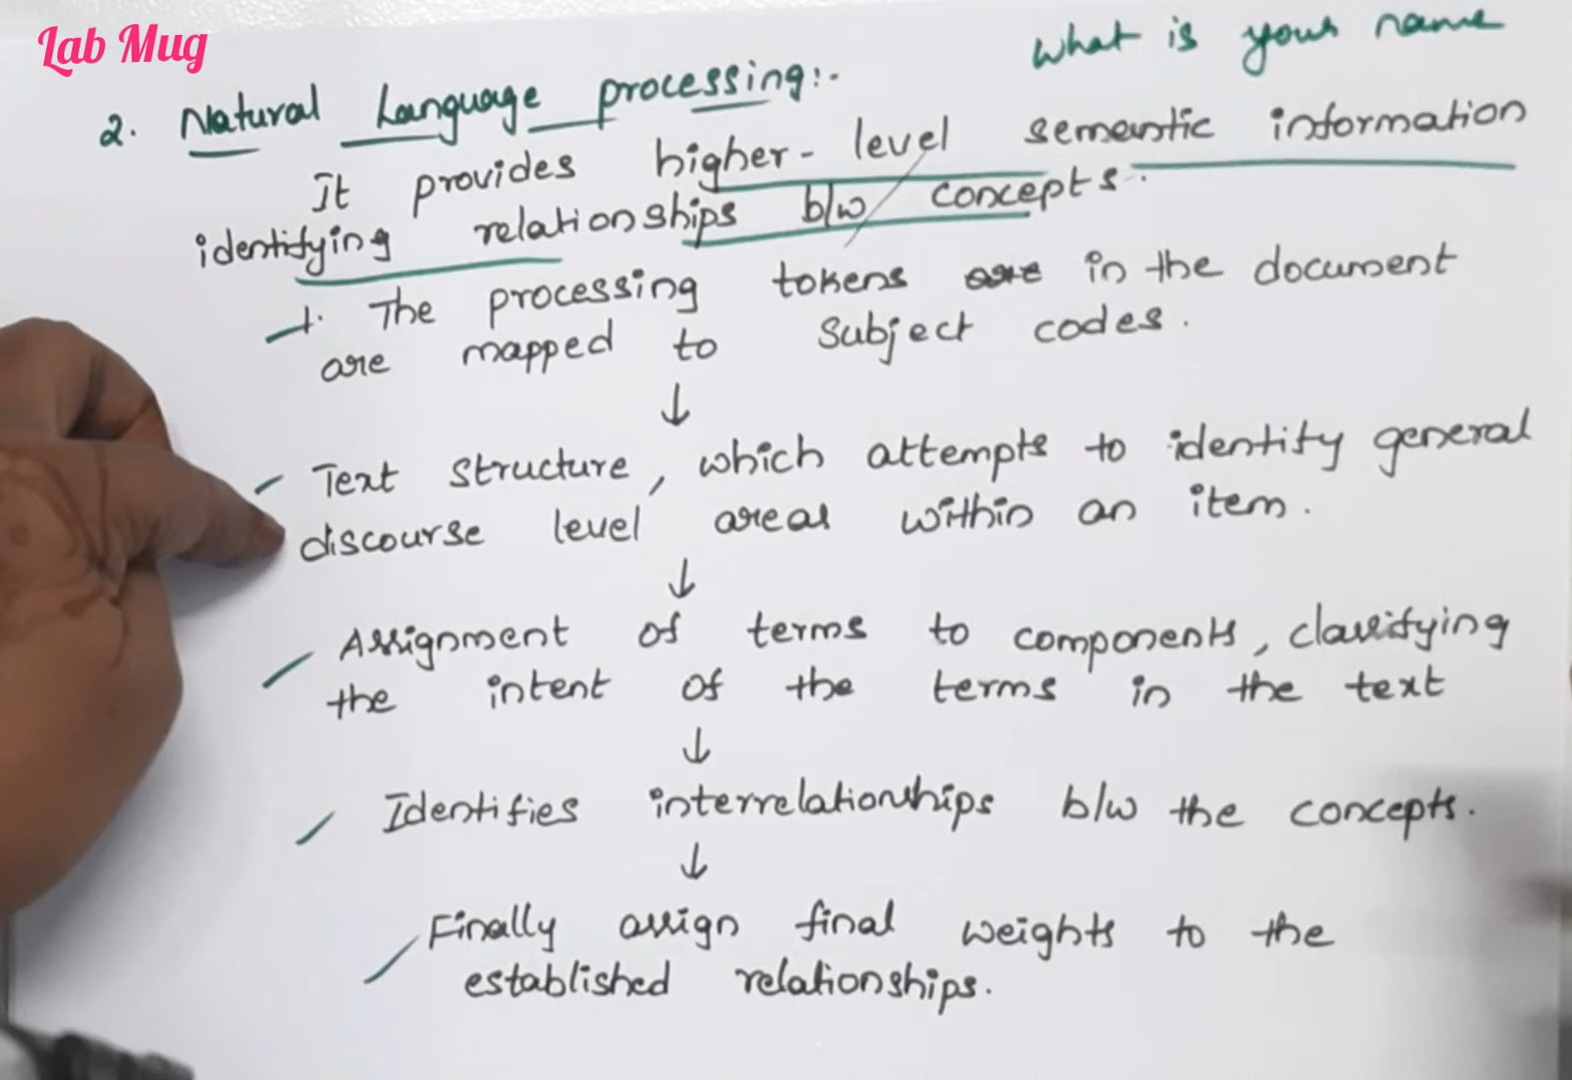 Lab Mug
What is your name
2. Natural Language processing:-
It provides higher-level semantic information
identifying relationships b/w concepts.
1. The processing tokens in the document
are mapped to Subject codes.
↓
Text structure, which attempts to identify general
discourse level areas within an item.
↓
Assignment of terms to components, classifying
the intent of the terms in the text
↓
Identifies interrelationships b/w the concepts.
↓
Finally assign final weights to the
established relationships.